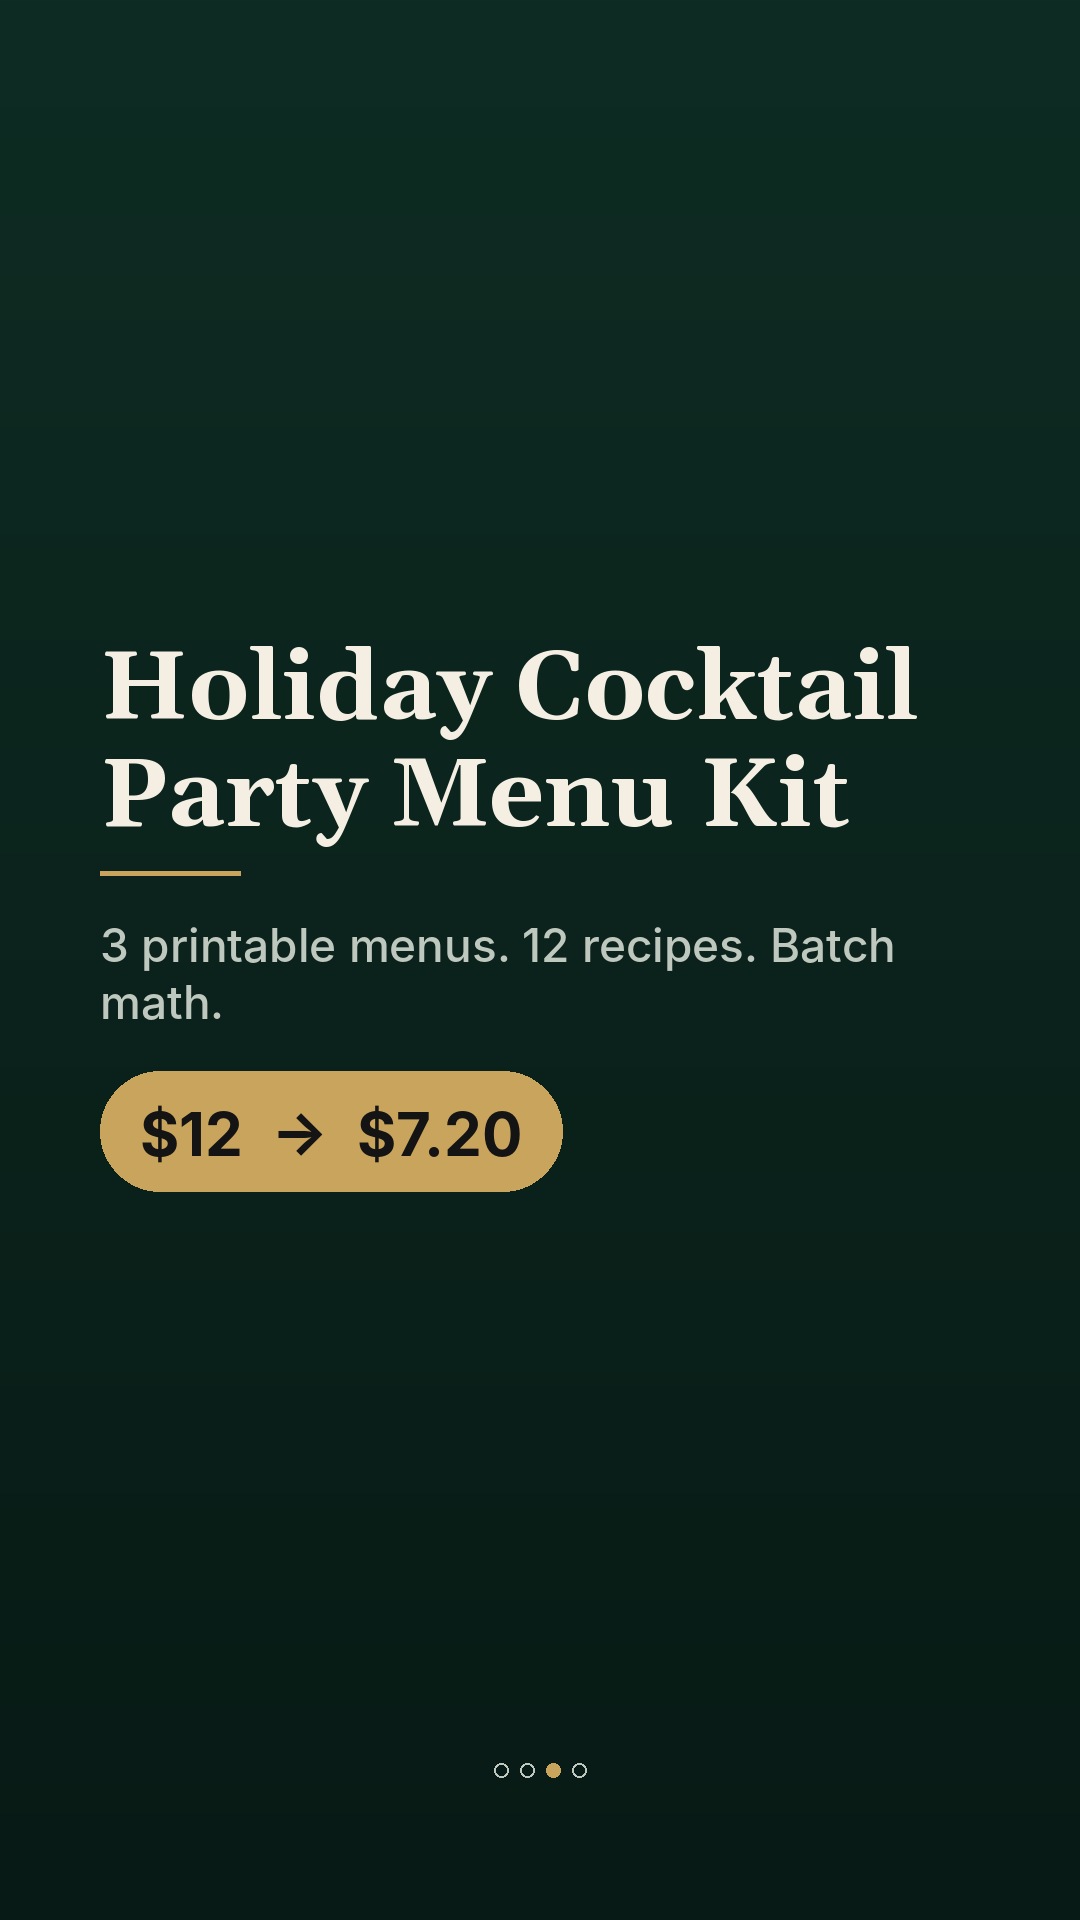 Holiday Cocktail
Party Menu Kit
3 printable menus. 12 recipes. Batch
math.
$12 → $7.20